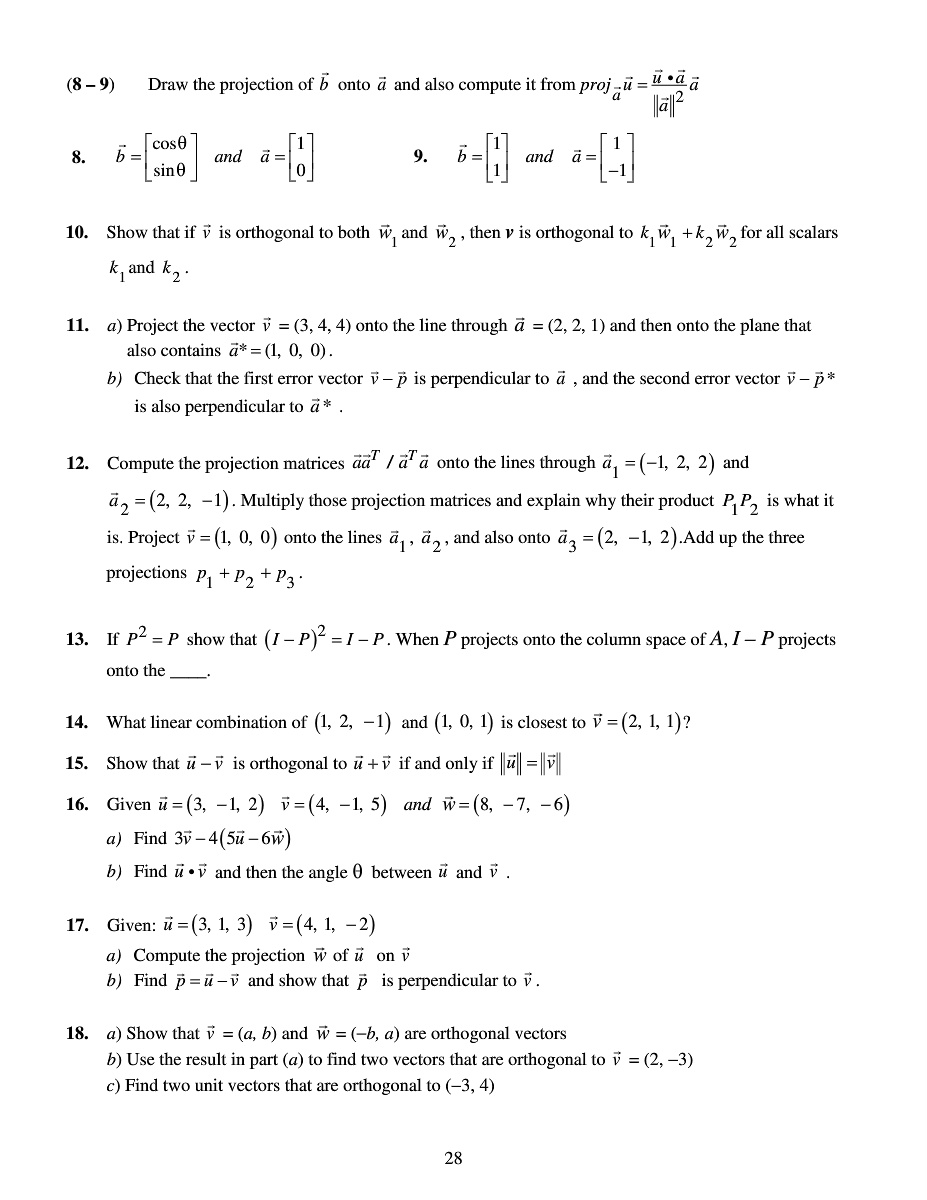 (8 – 9) Draw the projection of $\vec{b}$ onto $\vec{a}$ and also compute it from $proj_{\vec{a}}\vec{u} = \frac{\vec{u} \bullet \vec{a}}{\|\vec{a}\|^2}\vec{a}$
8. $\vec{b} = \begin{bmatrix} \cos\theta \\ \sin\theta \end{bmatrix}$ and $\vec{a} = \begin{bmatrix} 1 \\ 0 \end{bmatrix}$ 9. $\vec{b} = \begin{bmatrix} 1 \\ 1 \end{bmatrix}$ and $\vec{a} = \begin{bmatrix} 1 \\ -1 \end{bmatrix}$
10. Show that if $\vec{v}$ is orthogonal to both $\vec{w}_1$ and $\vec{w}_2$ , then v is orthogonal to $k_1\vec{w}_1 + k_2\vec{w}_2$ for all scalars
$k_1$ and $k_2$ .
11. a) Project the vector $\vec{v}$ = (3, 4, 4) onto the line through $\vec{a}$ = (2, 2, 1) and then onto the plane that
also contains $\vec{a}$* = (1, 0, 0).
b) Check that the first error vector $\vec{v} - \vec{p}$ is perpendicular to $\vec{a}$ , and the second error vector $\vec{v} - \vec{p}$*
is also perpendicular to $\vec{a}$* .
12. Compute the projection matrices $\vec{a}\vec{a}^T / \vec{a}^T\vec{a}$ onto the lines through $\vec{a}_1 = (-1, 2, 2)$ and
$\vec{a}_2 = (2, 2, -1)$. Multiply those projection matrices and explain why their product $P_1P_2$ is what it
is. Project $\vec{v} = (1, 0, 0)$ onto the lines $\vec{a}_1$, $\vec{a}_2$, and also onto $\vec{a}_3 = (2, -1, 2)$.Add up the three
projections $p_1 + p_2 + p_3$ .
13. If $P^2 = P$ show that $(I - P)^2 = I - P$. When P projects onto the column space of A, I – P projects
onto the ____.
14. What linear combination of (1, 2, −1) and (1, 0, 1) is closest to $\vec{v} = (2, 1, 1)$?
15. Show that $\vec{u} - \vec{v}$ is orthogonal to $\vec{u} + \vec{v}$ if and only if $\|\vec{u}\| = \|\vec{v}\|$
16. Given $\vec{u} = (3, -1, 2)$ $\vec{v} = (4, -1, 5)$ and $\vec{w} = (8, -7, -6)$
a) Find $3\vec{v} - 4(5\vec{u} - 6\vec{w})$
b) Find $\vec{u} \bullet \vec{v}$ and then the angle θ between $\vec{u}$ and $\vec{v}$ .
17. Given: $\vec{u} = (3, 1, 3)$ $\vec{v} = (4, 1, -2)$
a) Compute the projection $\vec{w}$ of $\vec{u}$ on $\vec{v}$
b) Find $\vec{p} = \vec{u} - \vec{v}$ and show that $\vec{p}$ is perpendicular to $\vec{v}$.
18. a) Show that $\vec{v}$ = (a, b) and $\vec{w}$ = (−b, a) are orthogonal vectors
b) Use the result in part (a) to find two vectors that are orthogonal to $\vec{v}$ = (2, −3)
c) Find two unit vectors that are orthogonal to (−3, 4)
28